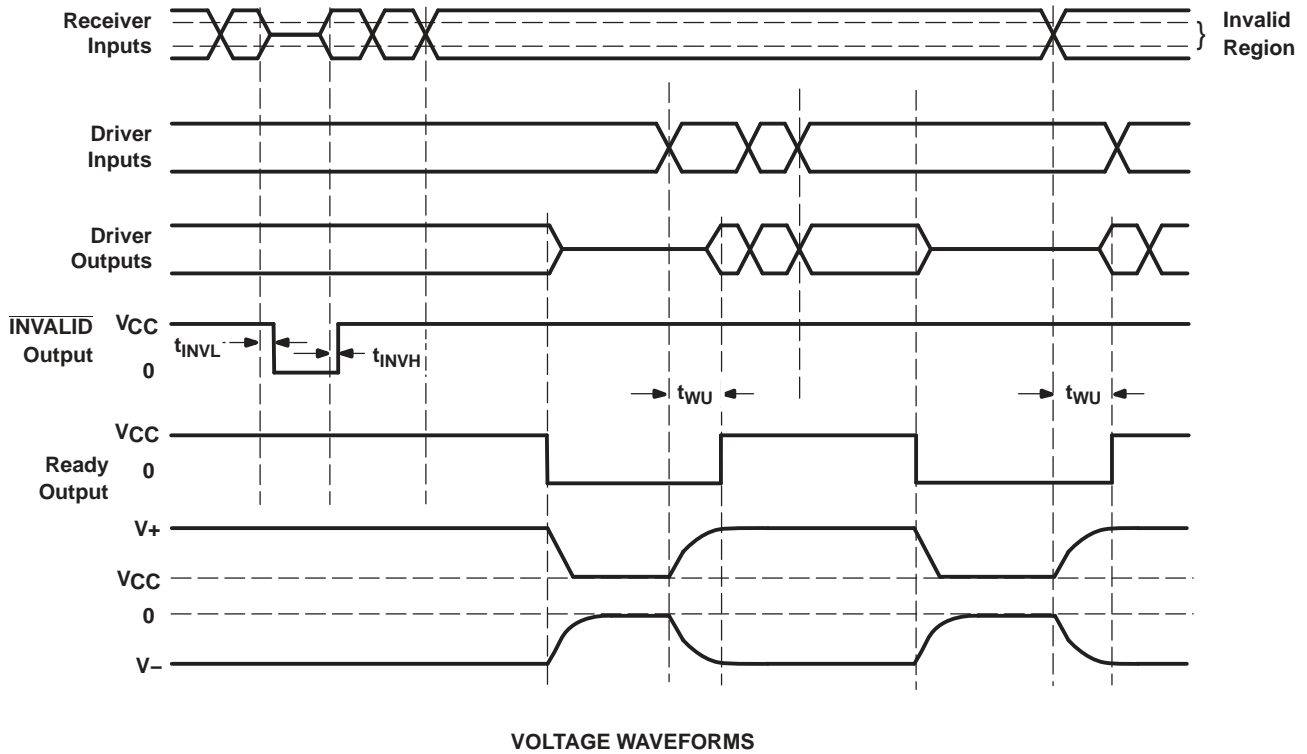 Receiver
Inputs
} Invalid
Region
Driver
Inputs
Driver
Outputs
INVALID
Output
VCC
0
tINVL
tINVH
tWU
tWU
VCC
Ready
Output
0
V+
VCC
0
V−
VOLTAGE WAVEFORMS